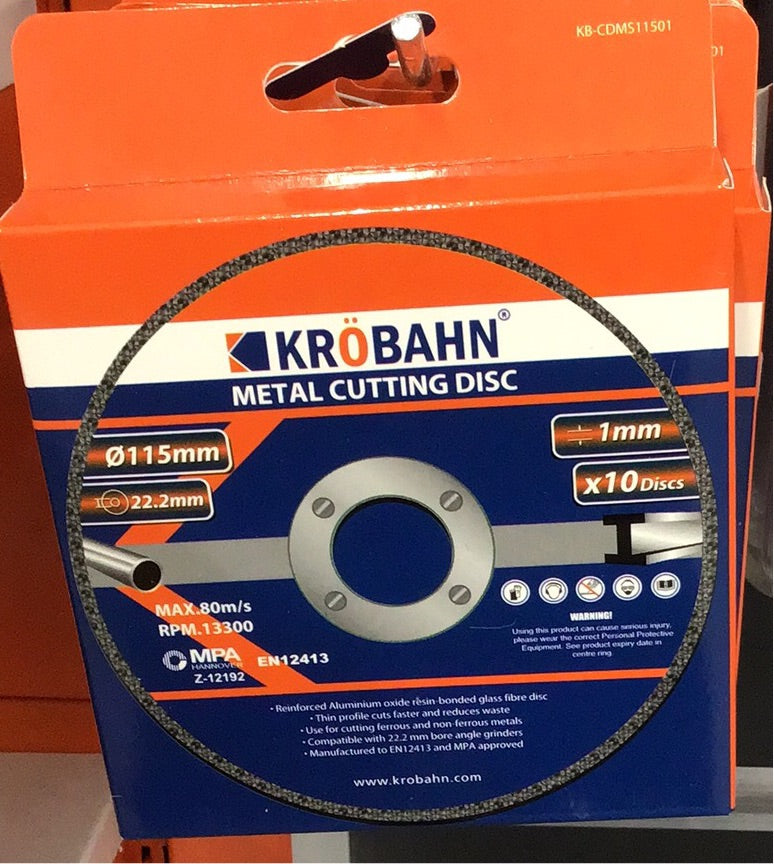 KB-CDMS11501
01
KRÖBAHN®
METAL CUTTING DISC
Ø115mm
22.2mm
1mm
x10 Discs
MAX.80m/s
RPM.13300
MPA
HANNOVER
Z-12192
EN12413
WARNING!
Using this product can cause serious injury,
please wear the correct Personal Protective
Equipment. See product expiry date in
centre ring.
• Reinforced Aluminium oxide resin-bonded glass fibre disc
• Thin profile cuts faster and reduces waste
• Use for cutting ferrous and non-ferrous metals
• Compatible with 22.2 mm bore angle grinders
• Manufactured to EN12413 and MPA approved
www.krobahn.com